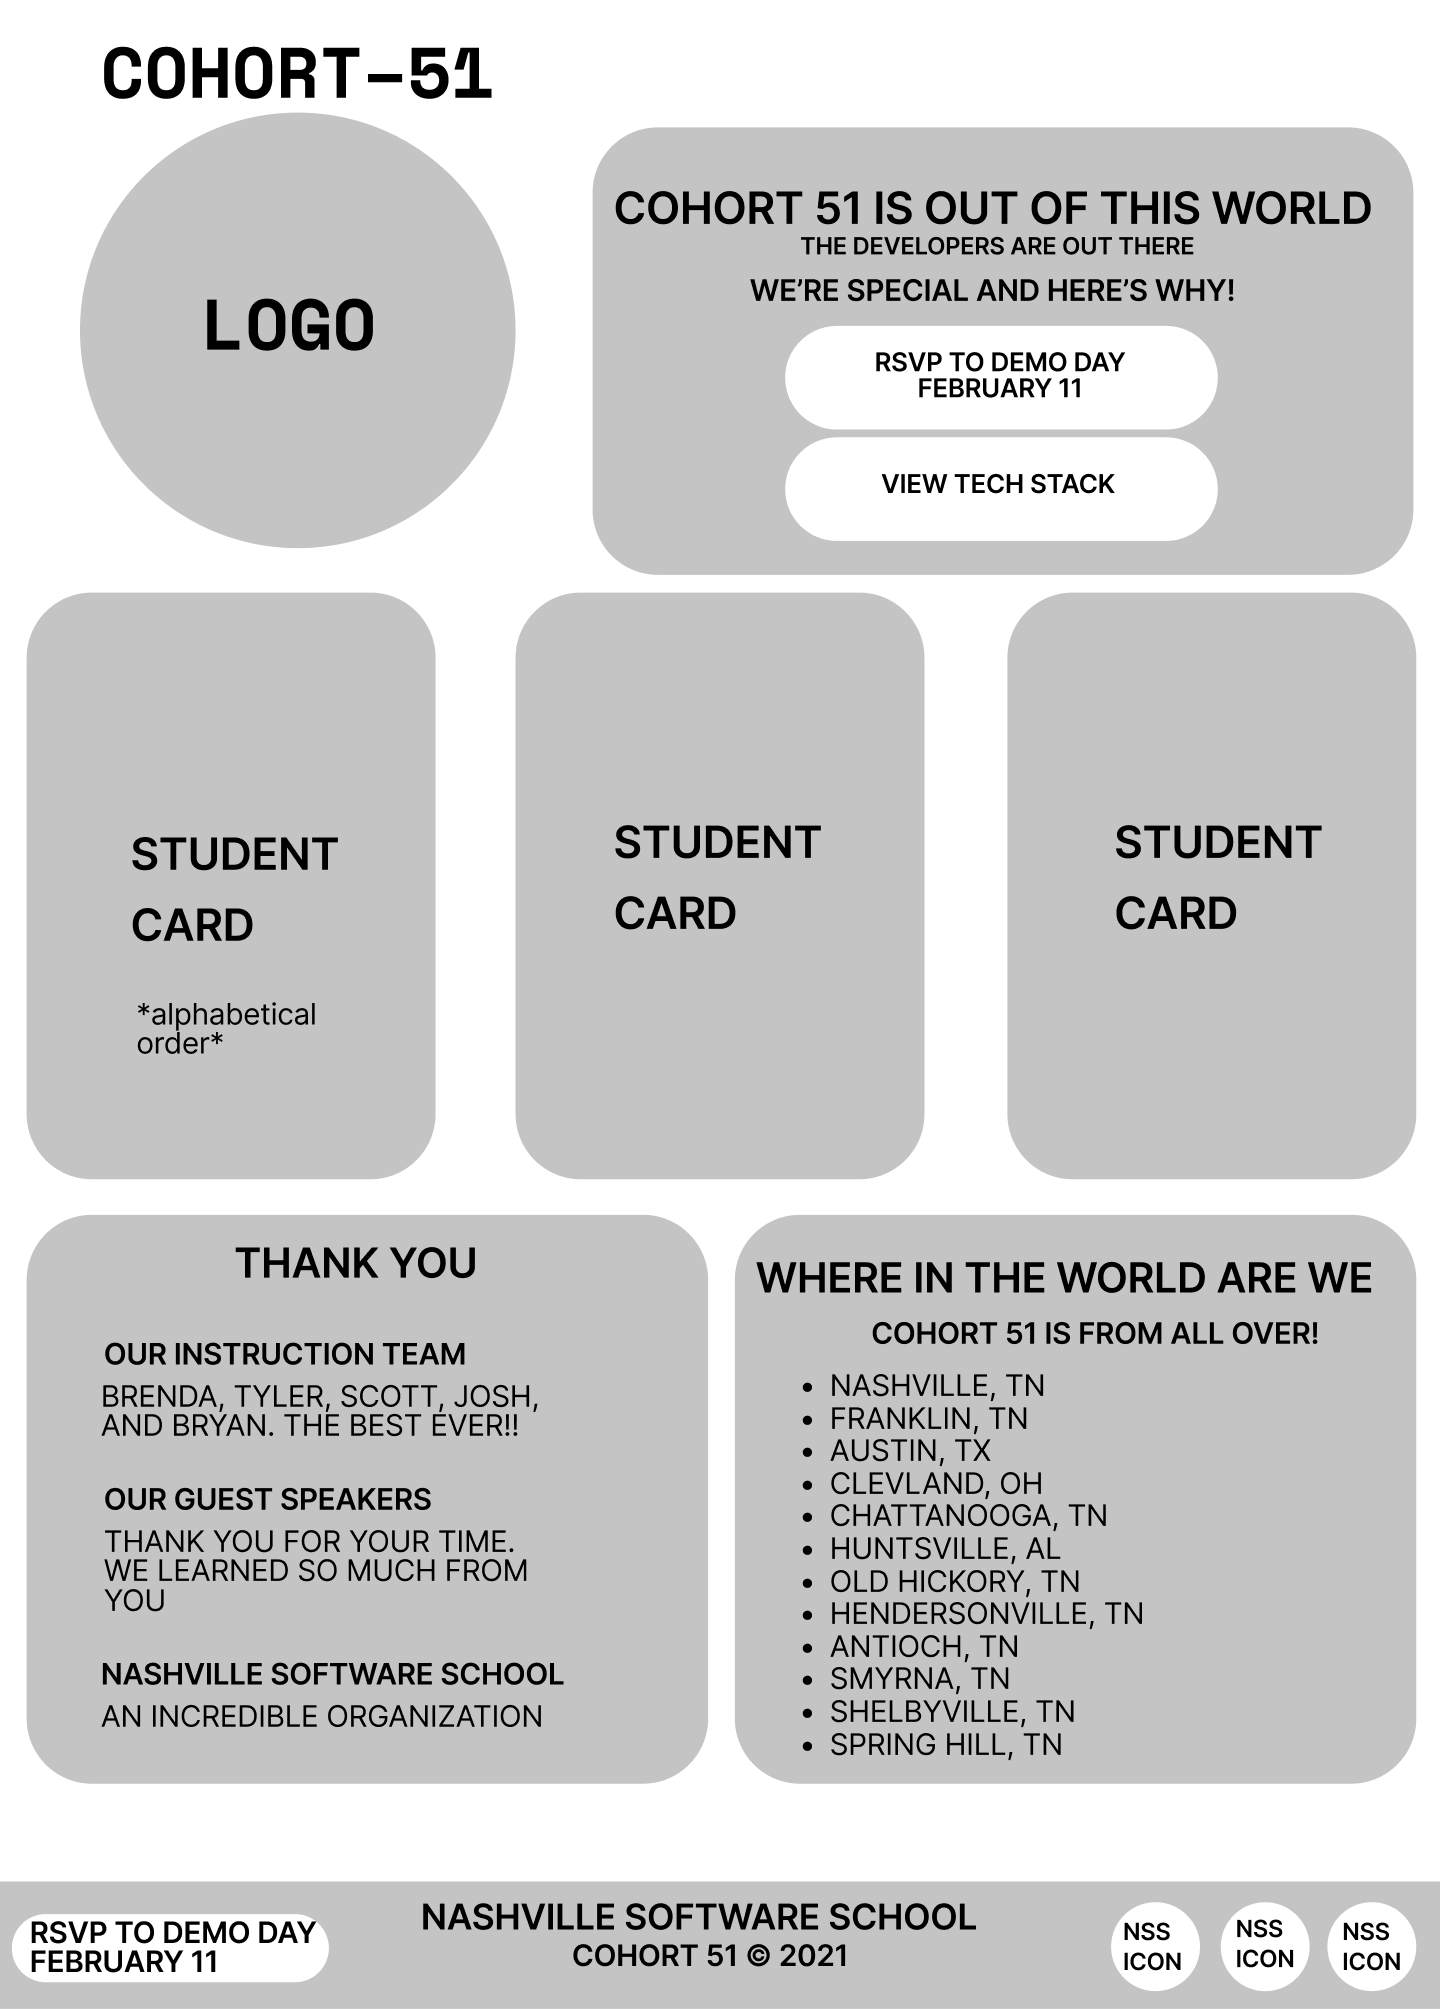 COHORT-51
LOGO
COHORT 51 IS OUT OF THIS WORLD
THE DEVELOPERS ARE OUT THERE
WE’RE SPECIAL AND HERE’S WHY!
RSVP TO DEMO DAY
FEBRUARY 11
VIEW TECH STACK
STUDENT
CARD
*alphabetical
order*
STUDENT
CARD
STUDENT
CARD
THANK YOU
OUR INSTRUCTION TEAM
BRENDA, TYLER, SCOTT, JOSH,
AND BRYAN. THE BEST EVER!!
OUR GUEST SPEAKERS
THANK YOU FOR YOUR TIME.
WE LEARNED SO MUCH FROM
YOU
NASHVILLE SOFTWARE SCHOOL
AN INCREDIBLE ORGANIZATION
WHERE IN THE WORLD ARE WE
COHORT 51 IS FROM ALL OVER!
• NASHVILLE, TN
• FRANKLIN, TN
• AUSTIN, TX
• CLEVLAND, OH
• CHATTANOOGA, TN
• HUNTSVILLE, AL
• OLD HICKORY, TN
• HENDERSONVILLE, TN
• ANTIOCH, TN
• SMYRNA, TN
• SHELBYVILLE, TN
• SPRING HILL, TN
RSVP TO DEMO DAY
FEBRUARY 11
NASHVILLE SOFTWARE SCHOOL
COHORT 51 © 2021
NSS
ICON
NSS
ICON
NSS
ICON